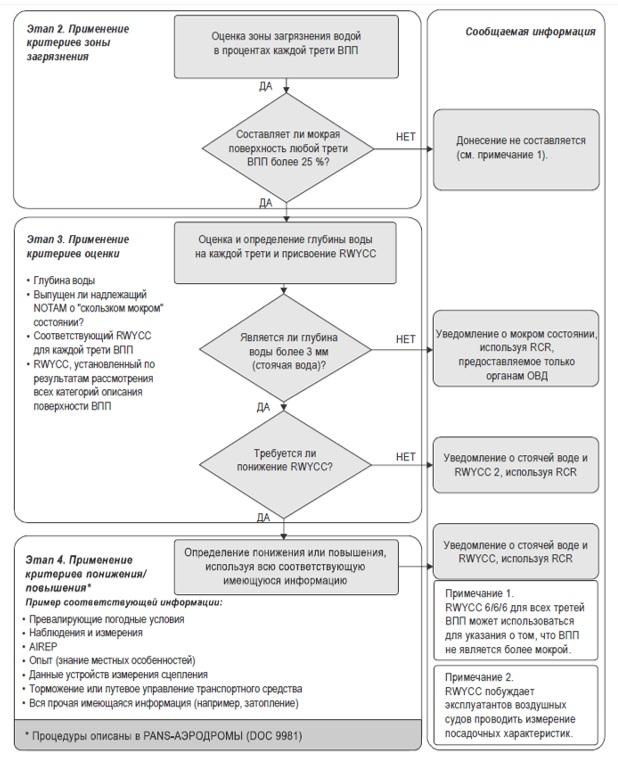 Этап 2. Применение
критериев зоны
загрязнения
Оценка зоны загрязнения водой
в процентах каждой трети ВПП
Сообщаемая информация
ДА
Составляет ли мокрая
поверхность любой трети
ВПП более 25 %?
НЕТ
Донесение не составляется
(см. примечание 1).
ДА
Этап 3. Применение
критериев оценки
• Глубина воды
• Выпущен ли надлежащий
NOTAM о "скользком мокром"
состоянии?
• Соответствующий RWYCC
для каждой трети ВПП
• RWYCC, установленный по
результатам рассмотрения
всех категорий описания
поверхности ВПП
Оценка и определение глубины воды
на каждой трети и присвоение RWYCC
Является ли глубина
воды более 3 мм
(стоячая вода)?
НЕТ
Уведомление о мокром состоянии,
используя RCR,
предоставляемое только
органам ОВД
ДА
Требуется ли
понижение RWYCC?
НЕТ
Уведомление о стоячей воде и
RWYCC 2, используя RCR
ДА
Этап 4. Применение
критериев понижения/
повышения*
Определение понижения или повышения,
используя всю соответствующую
имеющуюся информацию
Уведомление о стоячей воде и
RWYCC, используя RCR
Пример соответствующей информации:
• Превалирующие погодные условия
• Наблюдения и измерения
• AIREP
• Опыт (знание местных особенностей)
• Данные устройств измерения сцепления
• Торможение или путевое управление транспортного средства
• Вся прочая имеющаяся информация (например, затопление)
Примечание 1.
RWYCC 6/6/6 для всех третей
ВПП может использоваться
для указания о том, что ВПП
не является более мокрой.
Примечание 2.
RWYCC побуждает
эксплуатантов воздушных
судов проводить измерение
посадочных характеристик.
* Процедуры описаны в PANS-АЭРОДРОМЫ (DOC 9981)